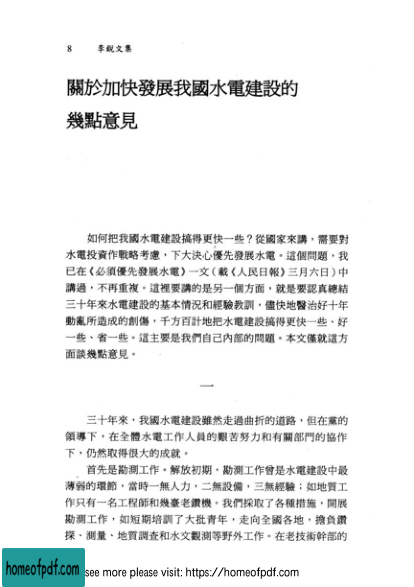 8 李銳文集
關於加快發展我國水電建設的
幾點意見
如何把我國水電建設搞得更快一些？從國家來講，需要對
水電投資作戰略考慮，下大決心優先發展水電。這個問題，我
已在《必須優先發展水電》一文（載《人民日報》三月六日）中
講過，不再重複。這裡要講的是另一個方面，就是要認真總結
三十年來水電建設的基本情況和經驗教訓，儘快地醫治好十年
動亂所造成的創傷，千方百計地把水電建設搞得更快一些、好
一些、省一些。這主要是我們自己內部的問題。本文僅就這方
面談幾點意見。
一
三十年來，我國水電建設雖然走過曲折的道路，但在黨的
領導下，在全體水電工作人員的艱苦努力和有關部門的協作
下，仍然取得很大的成就。
首先是勘測工作。解放初期，勘測工作曾是水電建設中最
薄弱的環節，當時一無人力，二無設備，三無經驗；如地質工
作只有一名工程師和幾臺老鑽機。我們採取了各種措施，開展
勘測工作，如短期培訓了大批青年，走向全國各地，擔負鑽
探、測量、地質調查和水文觀測等野外工作。在老技術幹部的
homeofpdf.com
see more please visit: https://homeofpdf.com